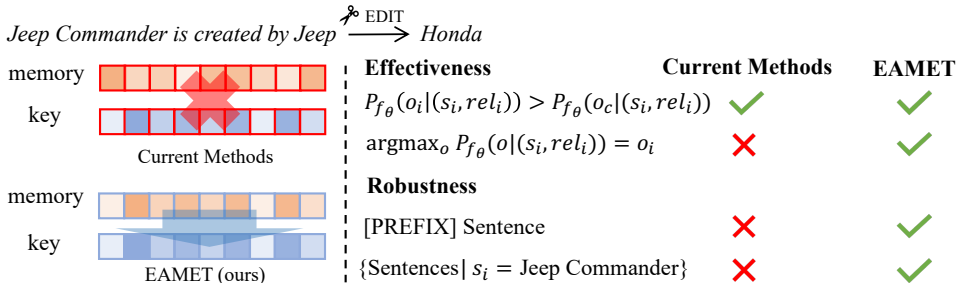 EDIT
Jeep Commander is created by Jeep Honda
memory
key
Current Methods
memory
key
EAMET (ours)
Effectiveness Current Methods EAMET
P_{f_θ}(o_i|(s_i, rel_i)) > P_{f_θ}(o_c|(s_i, rel_i))
argmax_o P_{f_θ}(o|(s_i, rel_i)) = o_i
Robustness
[PREFIX] Sentence
{Sentences| s_i = Jeep Commander}